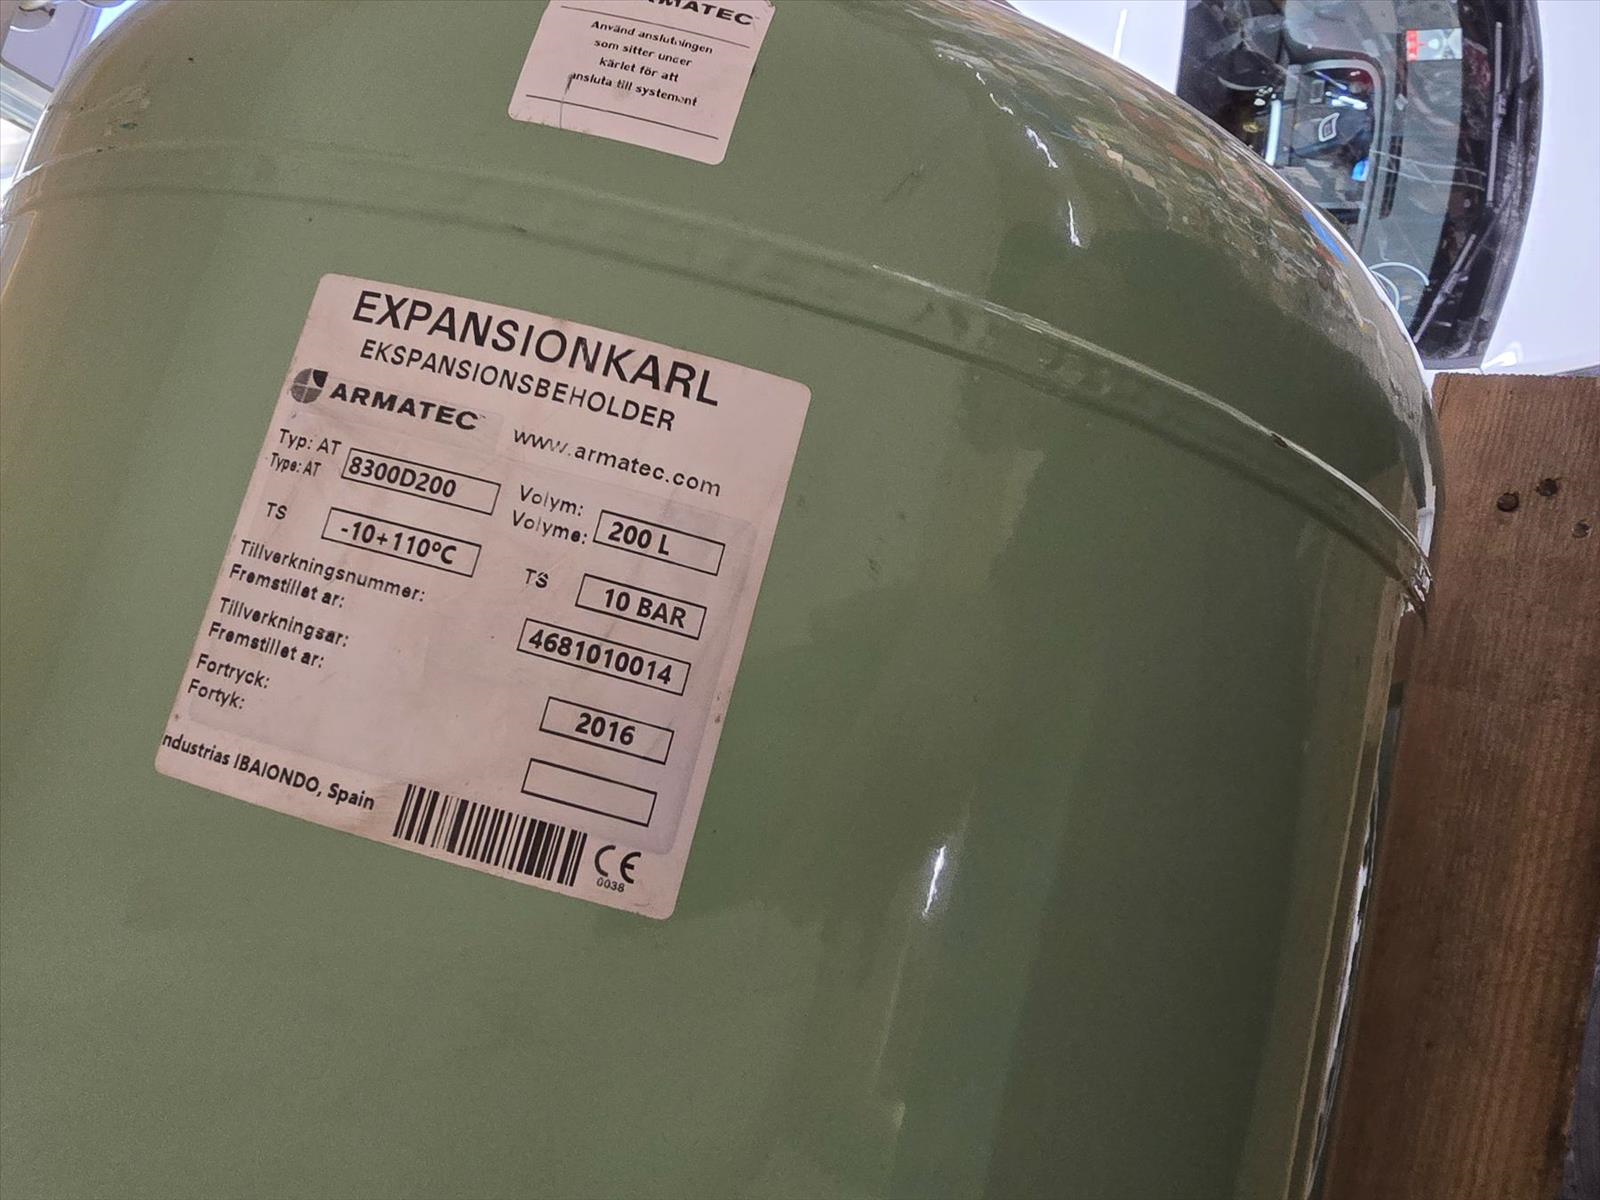 ARMATEC
Använd anslutningen
som sitter under
kärlet för att
ansluta till systemet
EXPANSIONKARL
EKSPANSIONSBEHOLDER
ARMATEC™
www.armatec.com
Typ: AT
Type: AT
8300D200
Volym:
Volyme:
200 L
TS
-10+110ºC
TS
10 BAR
Tillverkningsnummer:
Fremstillet ar:
4681010014
Tillverkningsar:
Fremstillet ar:
2016
Fortryck:
Fortyk:
ndustrias IBAIONDO, Spain
CE
0038